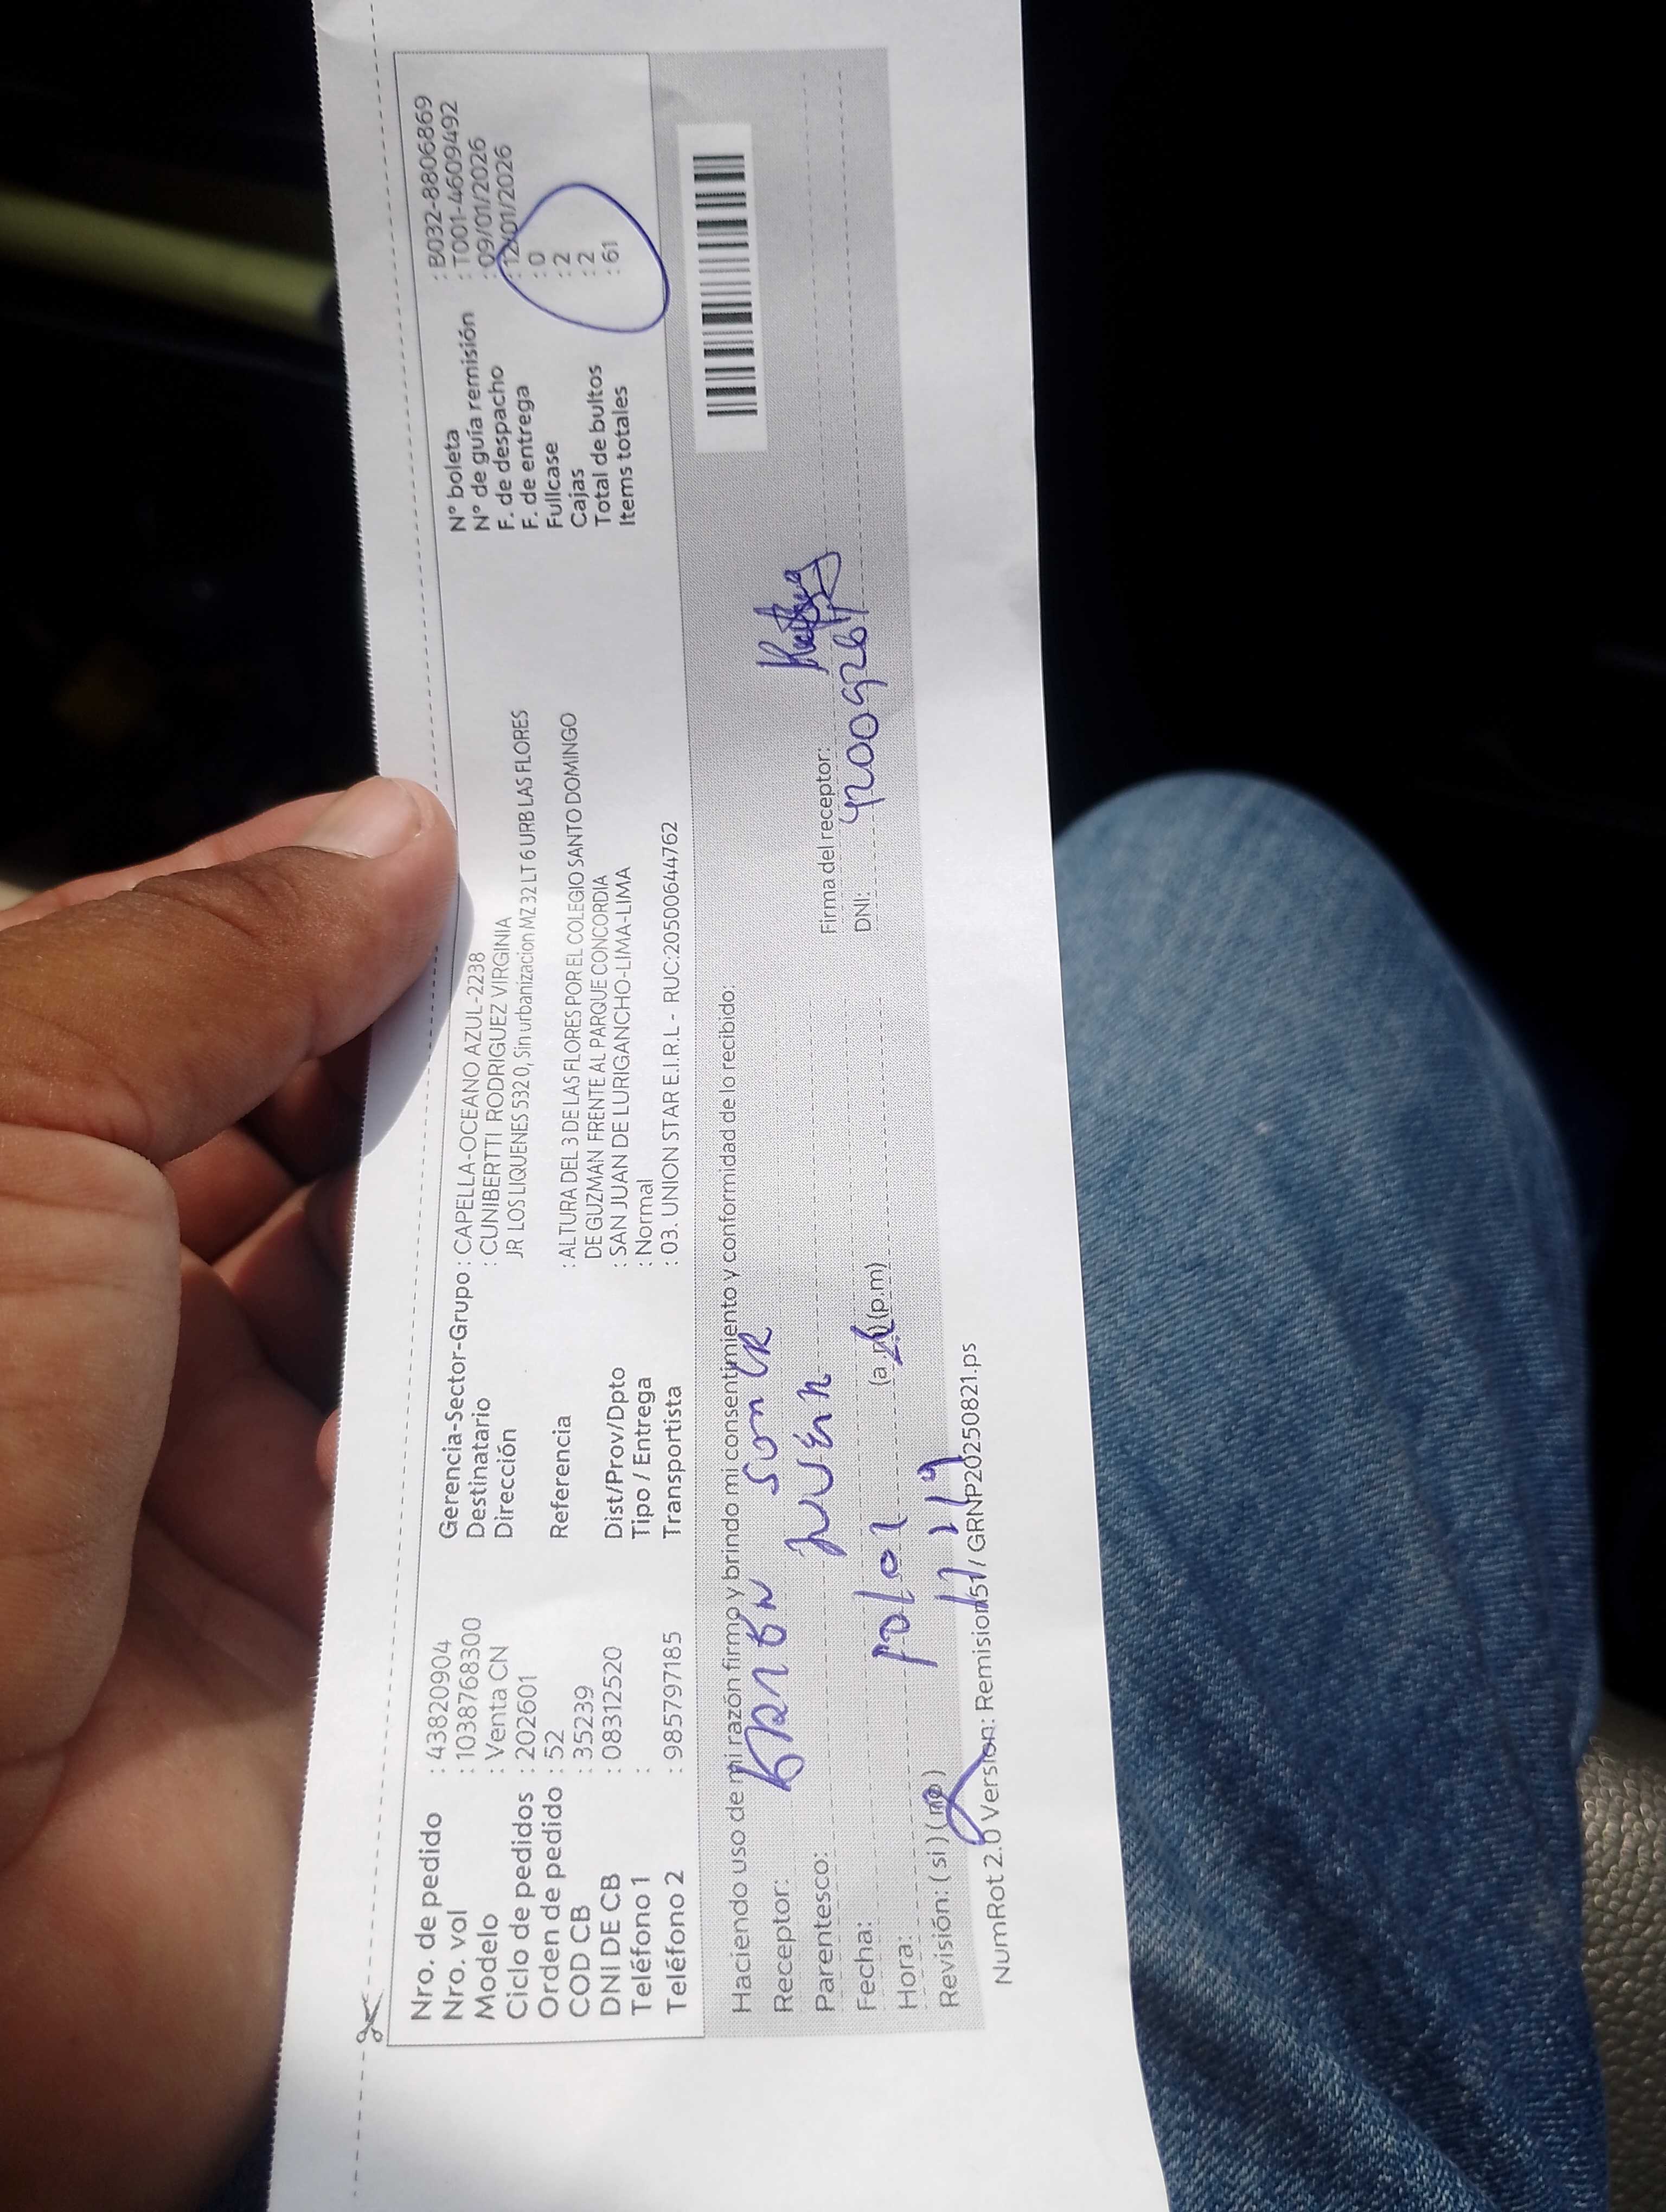 Nro. de pedido : 43820904
Nro. vol : 1038768300
Modelo : Venta CN
Ciclo de pedidos : 202601
Orden de pedido : 52
COD CB : 35239
DNI DE CB : 08312520
Teléfono 1 :
Teléfono 2 : 985797185
Gerencia-Sector-Grupo : CAPELLA-OCEANO AZUL-2238
Destinatario : CUNIBERTTI RODRIGUEZ VIRGINIA
Dirección JR LOS LIQUENES 5320, Sin urbanizacion MZ 32 LT 6 URB LAS FLORES
Referencia : ALTURA DEL 3 DE LAS FLORES POR EL COLEGIO SANTO DOMINGO
DE GUZMAN FRENTE AL PARQUE CONCORDIA
Dist/Prov/Dpto : SAN JUAN DE LURIGANCHO-LIMA-LIMA
Tipo / Entrega : Normal
Transportista : 03. UNION STAR E.I.R.L - RUC:20500644762
N° boleta : B032-8806869
N° de guía remisión : T001-4609492
F. de despacho : 09/01/2026
F. de entrega : 12/01/2026
Fullcase : 0
Cajas : 2
Total de bultos : 2
Items totales : 61
Haciendo uso de mi razón firmo y brindo mi consentimiento y conformidad de lo recibido:
Receptor:
Parentesco:
Fecha:
Hora: (a.m) (p.m)
Revisión: ( si ) ( no )
Firma del receptor:
DNI:
NumRot 2.0 Version: Remision51 / GRNP20250821.ps